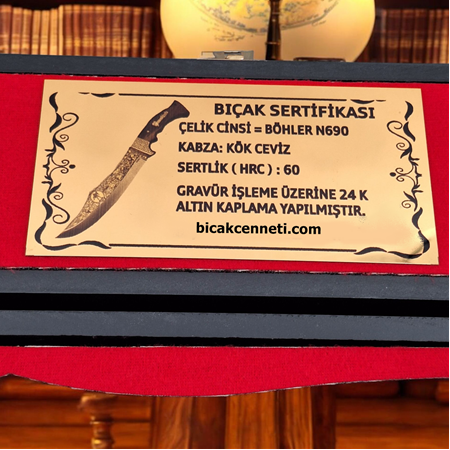 BIÇAK SERTİFİKASI
ÇELİK CİNSİ = BÖHLER N690
KABZA: KÖK CEVİZ
SERTLİK ( HRC ) : 60
GRAVÜR İŞLEME ÜZERİNE 24 K
ALTIN KAPLAMA YAPILMIŞTIR.
bicakcenneti.com